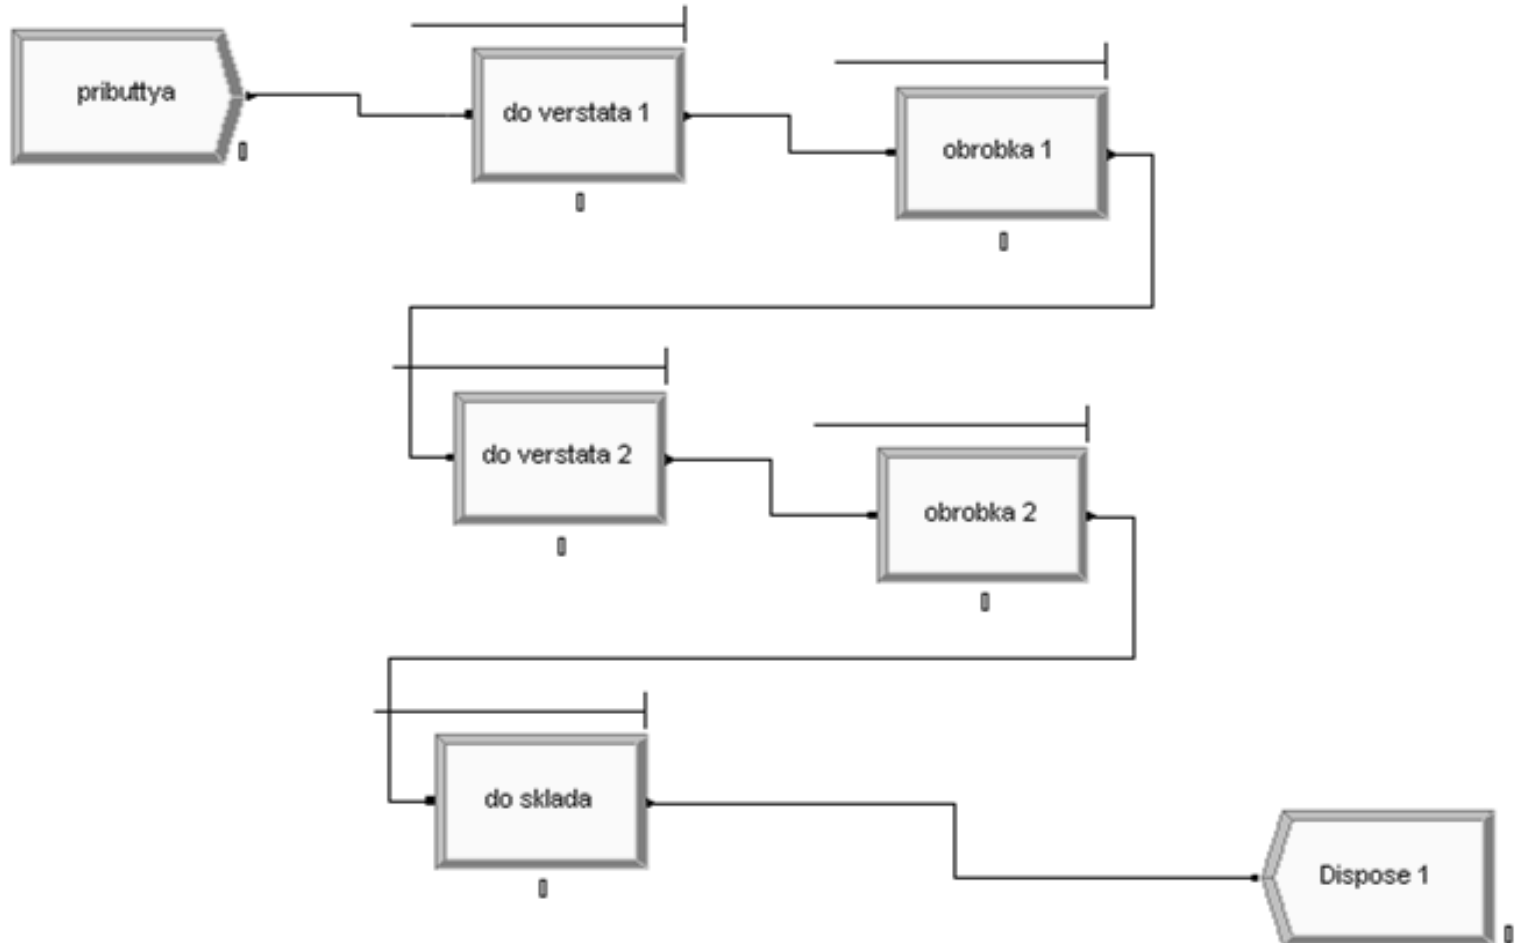 pributtya
do verstata 1
obrobka 1
do verstata 2
obrobka 2
do sklada
Dispose 1